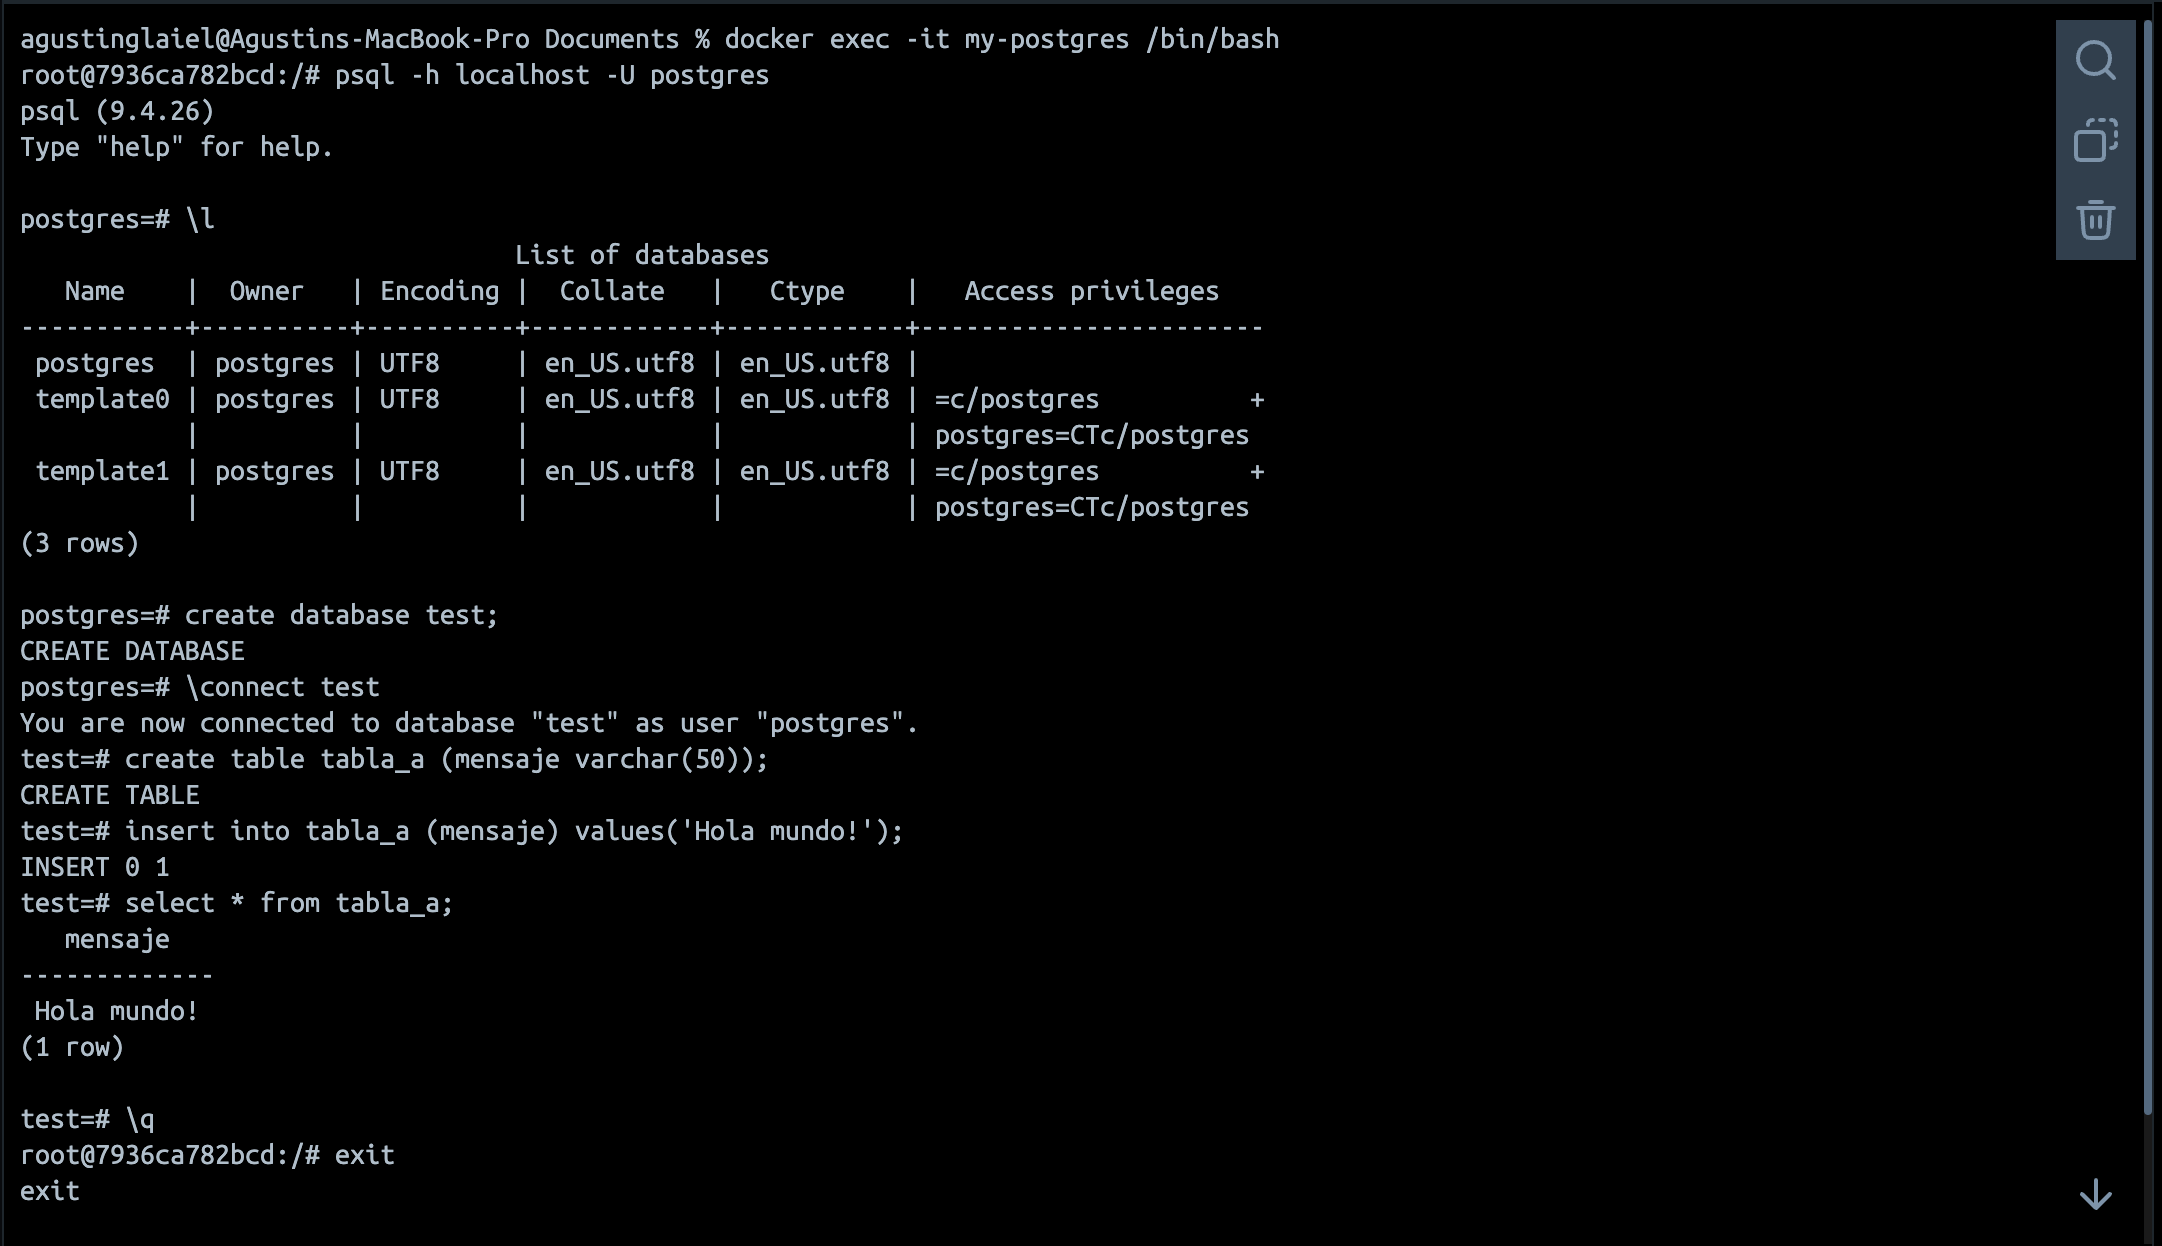 agustinglaiel@Agustins-MacBook-Pro Documents % docker exec -it my-postgres /bin/bash
root@7936ca782bcd:/# psql -h localhost -U postgres
psql (9.4.26)
Type "help" for help.

postgres=# \l
                                 List of databases
   Name    |  Owner   | Encoding |  Collate   |   Ctype    |   Access privileges
-----------+----------+----------+------------+------------+-----------------------
 postgres  | postgres | UTF8     | en_US.utf8 | en_US.utf8 |
 template0 | postgres | UTF8     | en_US.utf8 | en_US.utf8 | =c/postgres          +
           |          |          |            |            | postgres=CTc/postgres
 template1 | postgres | UTF8     | en_US.utf8 | en_US.utf8 | =c/postgres          +
           |          |          |            |            | postgres=CTc/postgres
(3 rows)

postgres=# create database test;
CREATE DATABASE
postgres=# \connect test
You are now connected to database "test" as user "postgres".
test=# create table tabla_a (mensaje varchar(50));
CREATE TABLE
test=# insert into tabla_a (mensaje) values('Hola mundo!');
INSERT 0 1
test=# select * from tabla_a;
   mensaje
-------------
 Hola mundo!
(1 row)

test=# \q
root@7936ca782bcd:/# exit
exit